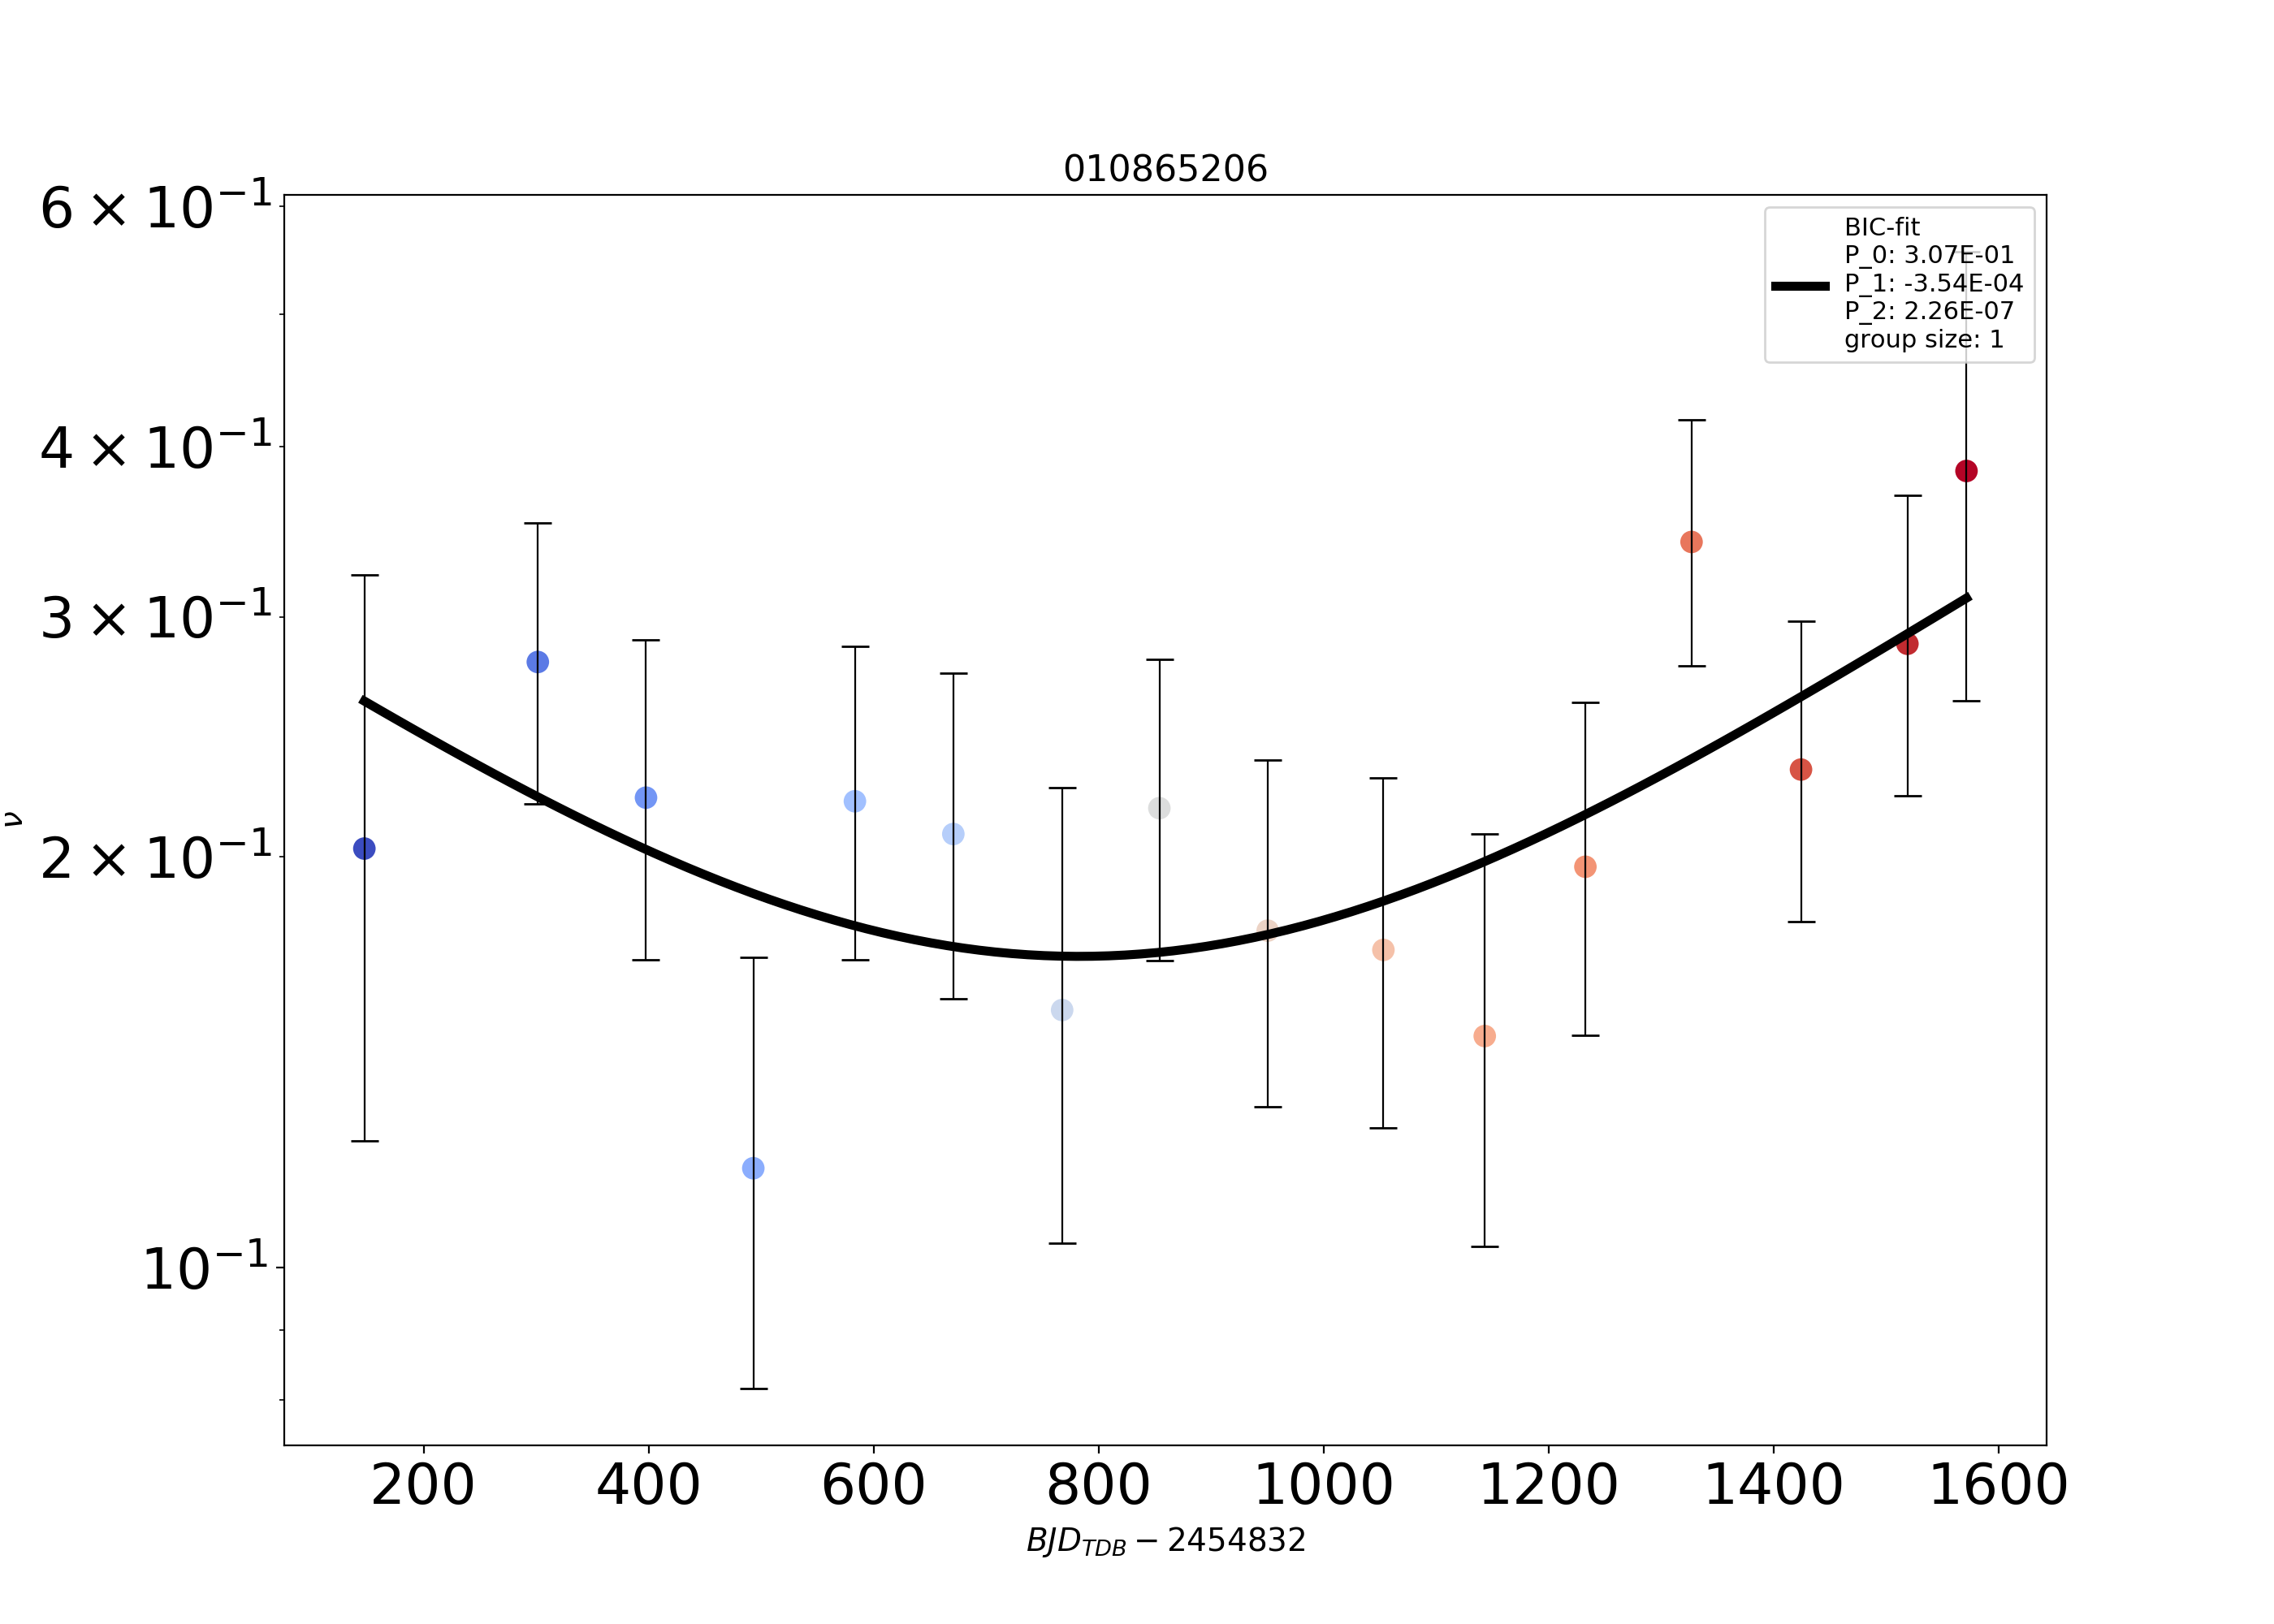 010865206
6 × 10⁻¹
4 × 10⁻¹
3 × 10⁻¹
2 × 10⁻¹
10⁻¹
ν
BIC-fit
P_0: 3.07E-01
P_1: -3.54E-04
P_2: 2.26E-07
group size: 1
200 400 600 800 1000 1200 1400 1600
BJD_TDB − 2454832